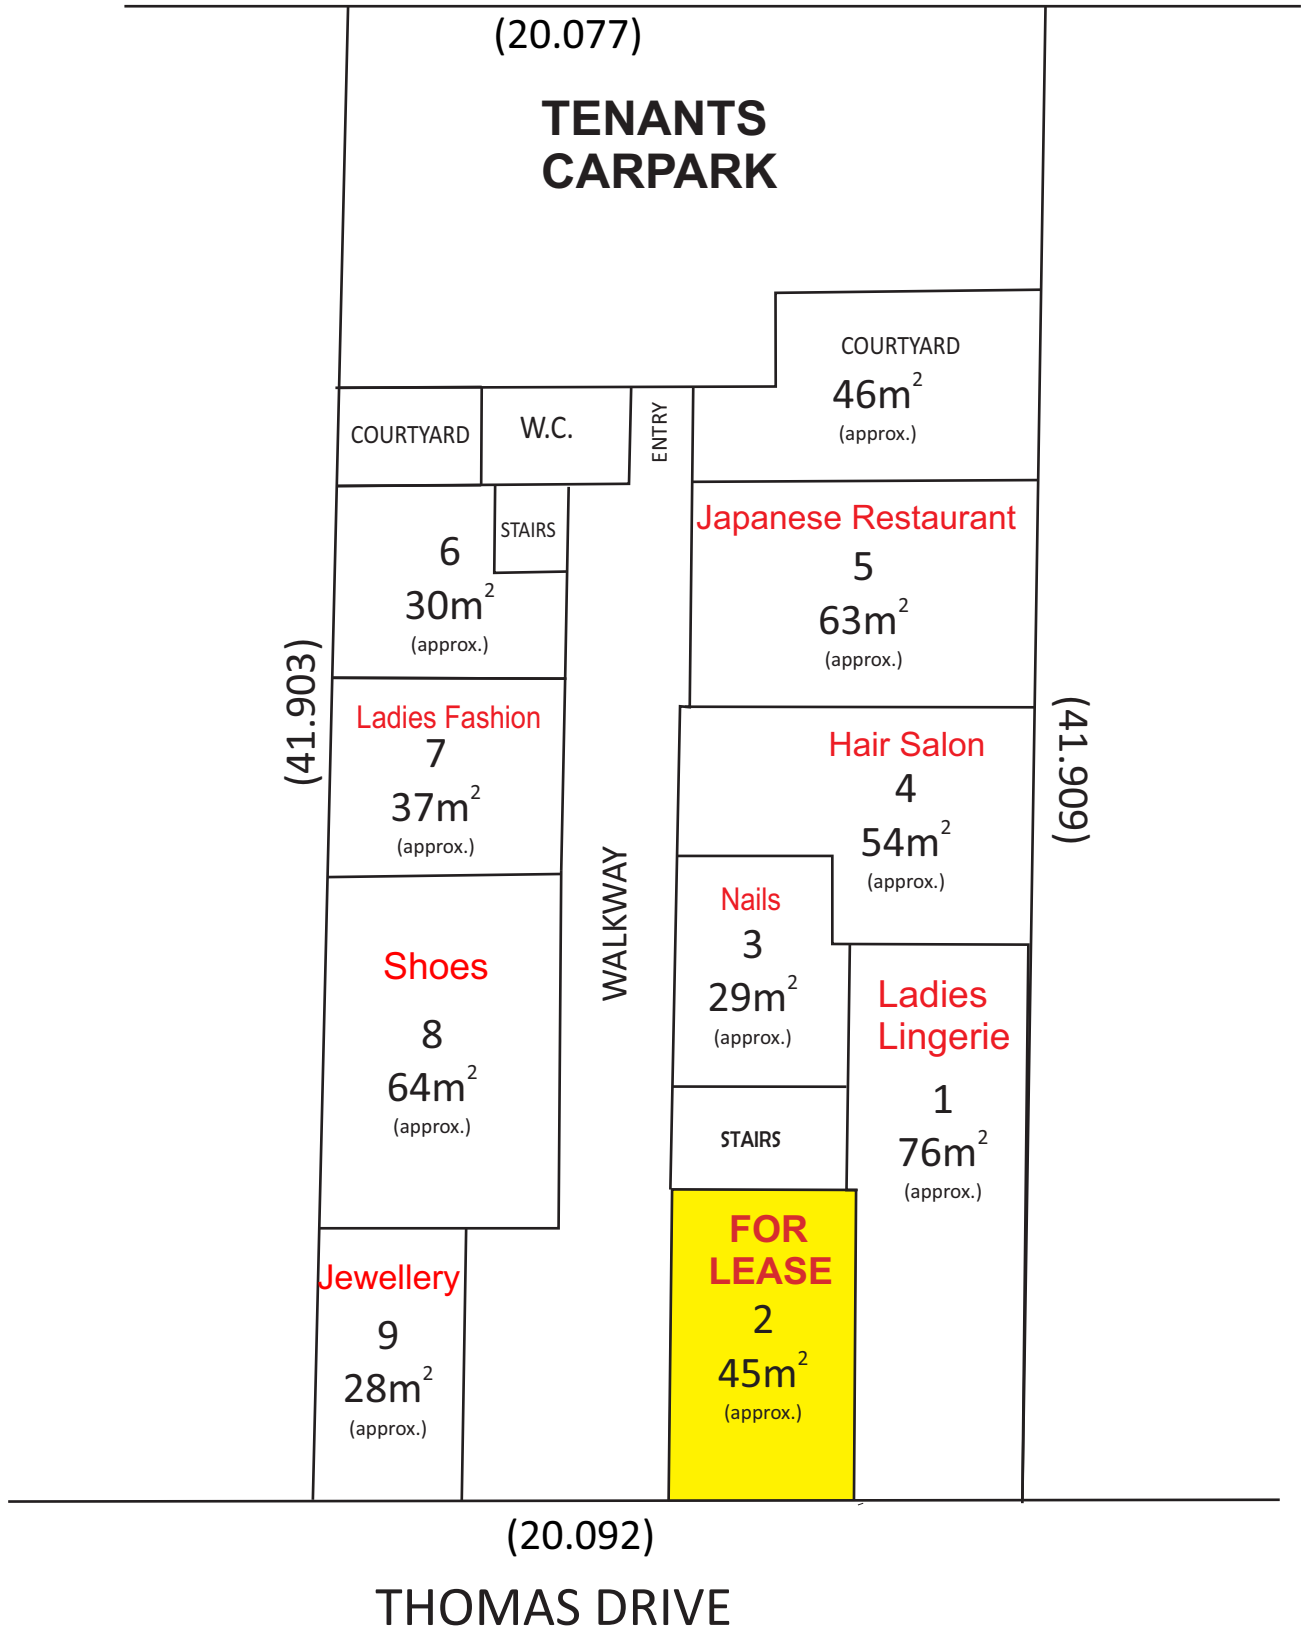 (20.077)
TENANTS
CARPARK
COURTYARD
46m²
(approx.)
COURTYARD
W.C.
ENTRY
STAIRS
6
30m²
(approx.)
Japanese Restaurant
5
63m²
(approx.)
(41.903)
Ladies Fashion
7
37m²
(approx.)
Hair Salon
4
54m²
(approx.)
(41.909)
WALKWAY
Nails
3
29m²
(approx.)
Shoes
8
64m²
(approx.)
Ladies
Lingerie
1
76m²
(approx.)
STAIRS
FOR
LEASE
2
45m²
(approx.)
Jewellery
9
28m²
(approx.)
(20.092)
THOMAS DRIVE